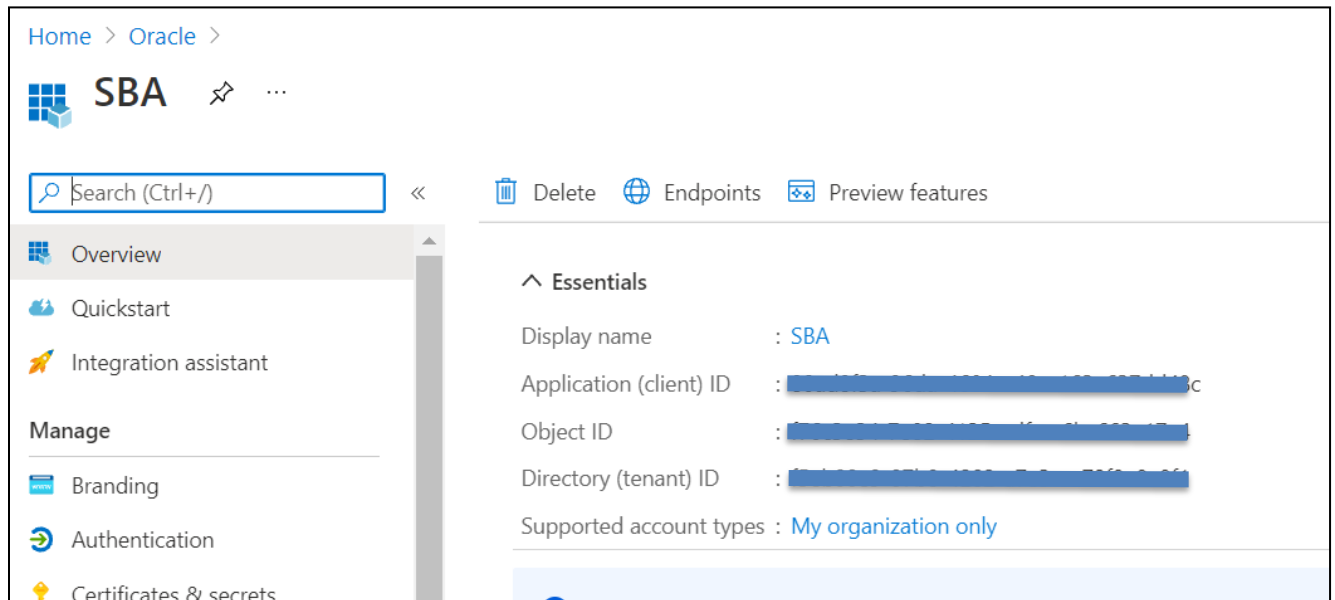 Home > Oracle >
SBA ...
Search (Ctrl+/) «
Delete Endpoints Preview features
Overview
Essentials
Quickstart
Display name : SBA
Integration assistant
Application (client) ID : c
Manage
Object ID :
Directory (tenant) ID :
Branding
Supported account types : My organization only
Authentication
Certificates & secrets